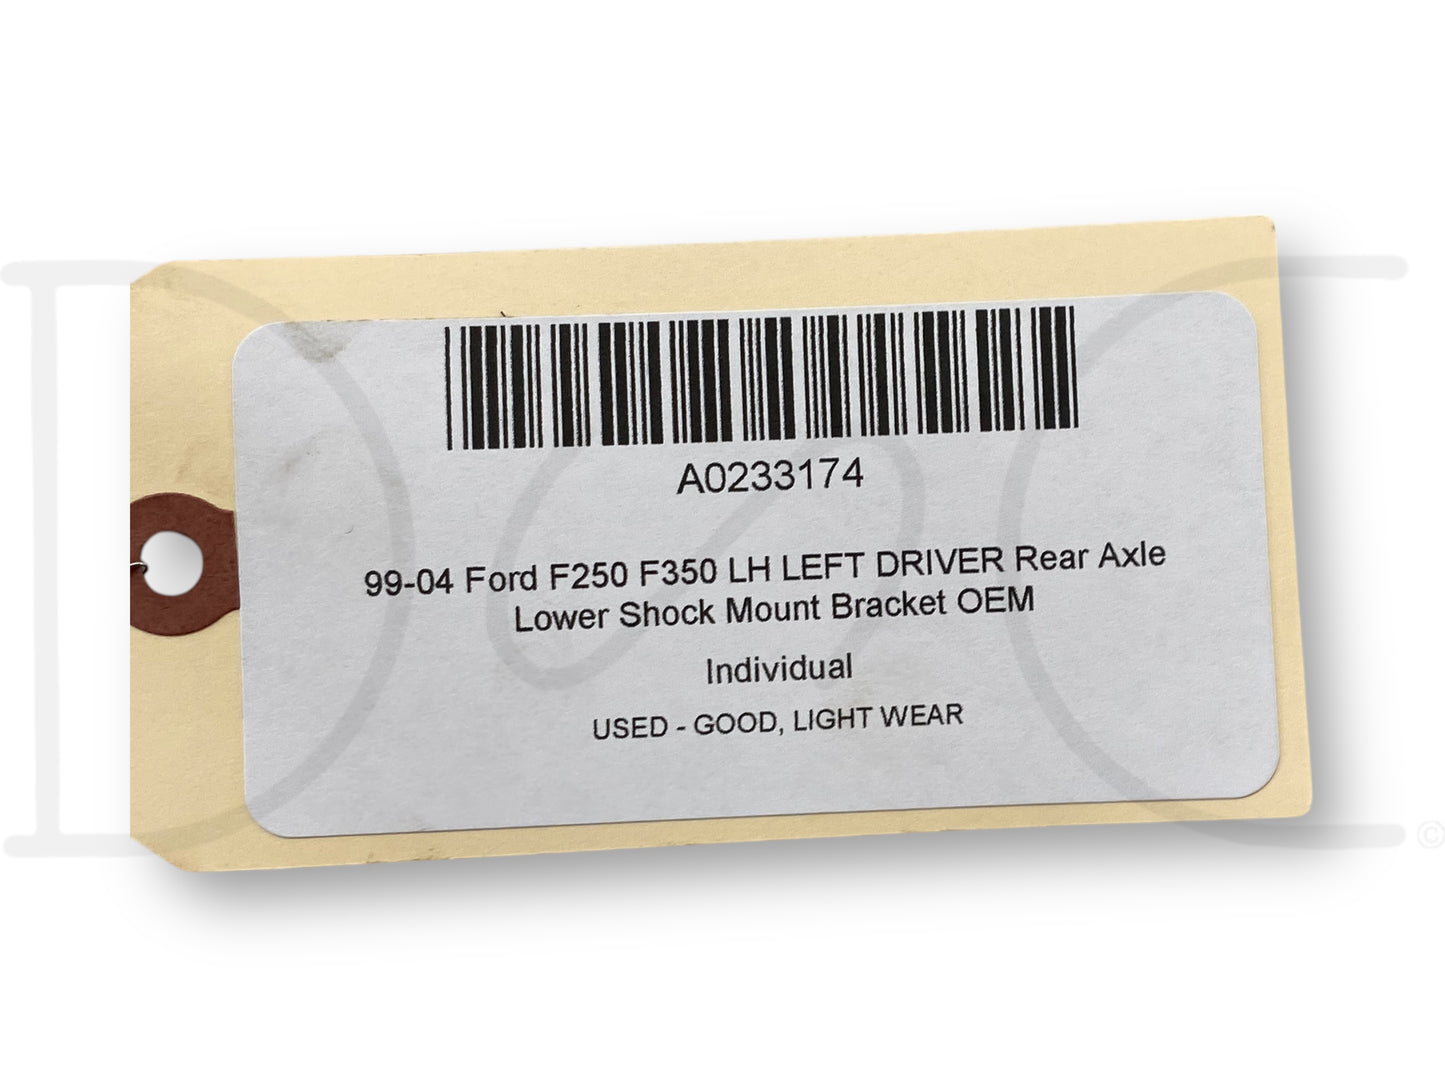 A0233174
99-04 Ford F250 F350 LH LEFT DRIVER Rear Axle
Lower Shock Mount Bracket OEM
Individual
USED - GOOD, LIGHT WEAR
©